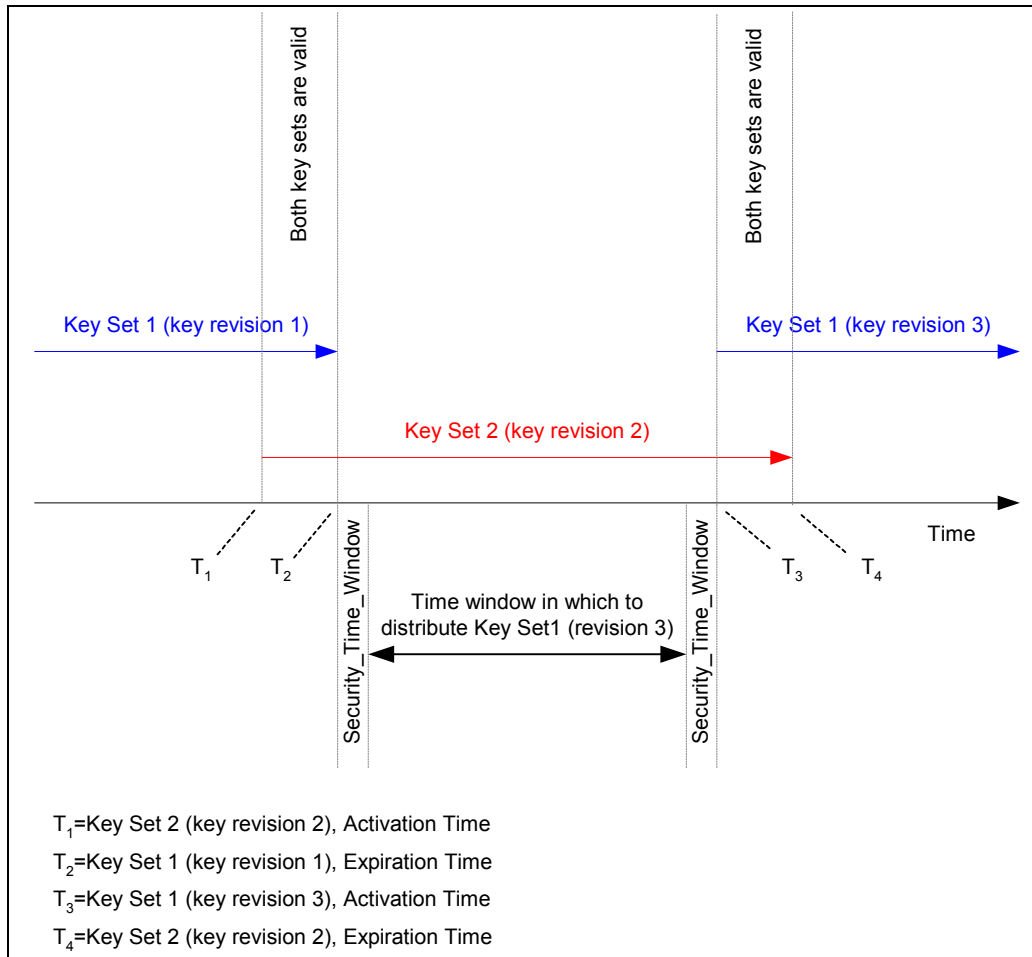 Both key sets are valid
Both key sets are valid
Key Set 1 (key revision 1)
Key Set 1 (key revision 3)
Key Set 2 (key revision 2)
Time
T1
T2
T3
T4
Security_Time_Window
Time window in which to
distribute Key Set1 (revision 3)
Security_Time_Window
T1=Key Set 2 (key revision 2), Activation Time
T2=Key Set 1 (key revision 1), Expiration Time
T3=Key Set 1 (key revision 3), Activation Time
T4=Key Set 2 (key revision 2), Expiration Time